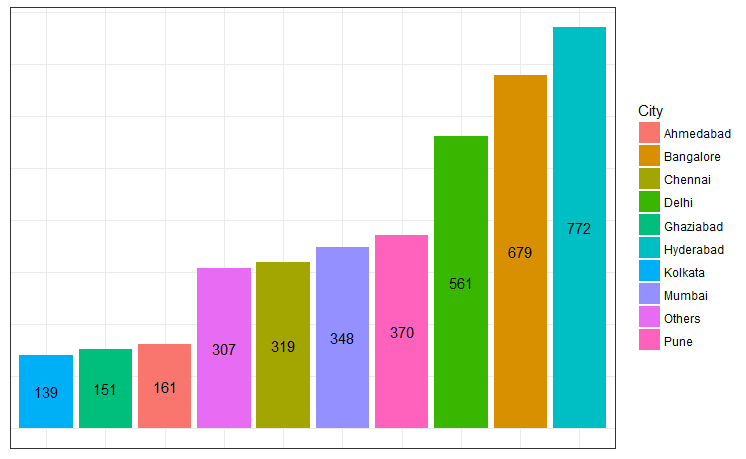 139
151
161
307
319
348
370
561
679
772
City
Ahmedabad
Bangalore
Chennai
Delhi
Ghaziabad
Hyderabad
Kolkata
Mumbai
Others
Pune